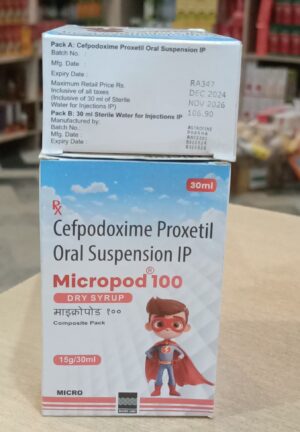 Pack A: Cefpodoxime Proxetil Oral Suspension IP
Batch No.
Mfg. Date :
Expiry Date :
Maximum Retail Price Rs
Inclusive of all taxes
(Inclusive of 30 ml of Sterile
Water for Injections IP)
RA347
DEC 2024
NOV 2026
106.90
Pack B: 30 ml Sterile Water for Injections IP
Manufactured by:
Batch No.
Mfg. Date :
Expiry Date
30ml
Rx
Cefpodoxime Proxetil
Oral Suspension IP
Micropod® 100
DRY SYRUP
माइक्रोपोड १००
Composite Pack
15g/30ml
MICRO